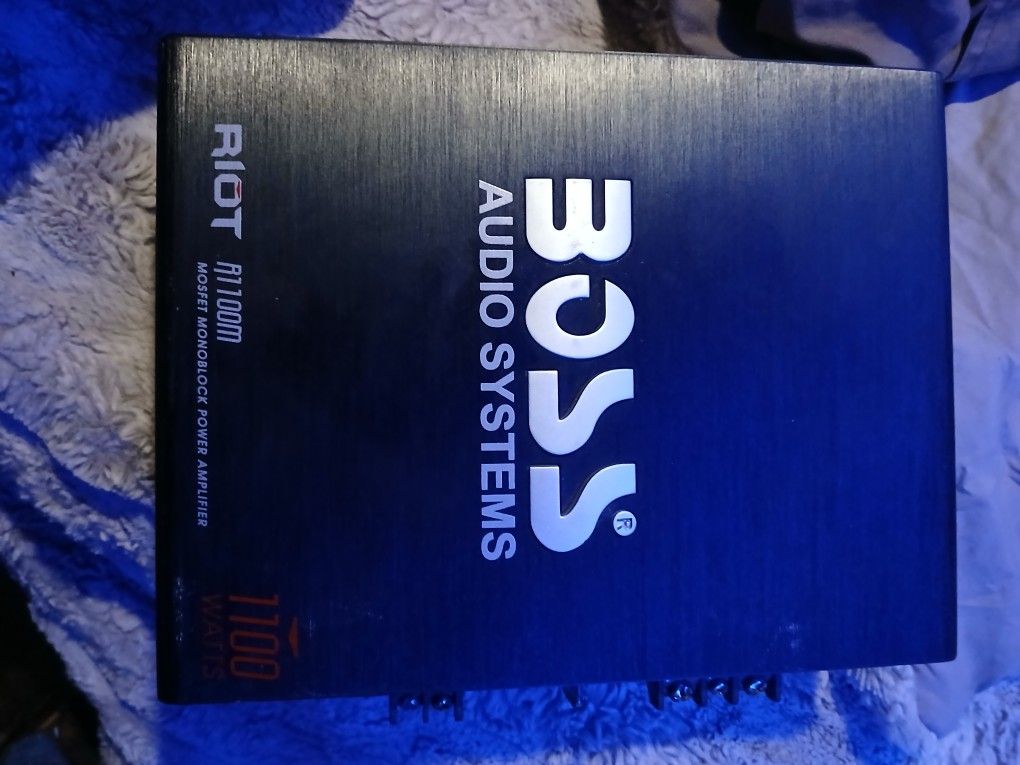 BOSS®
AUDIO SYSTEMS
RIOT R1100M
MOSFET MONOBLOCK POWER AMPLIFIER
1100
WATTS